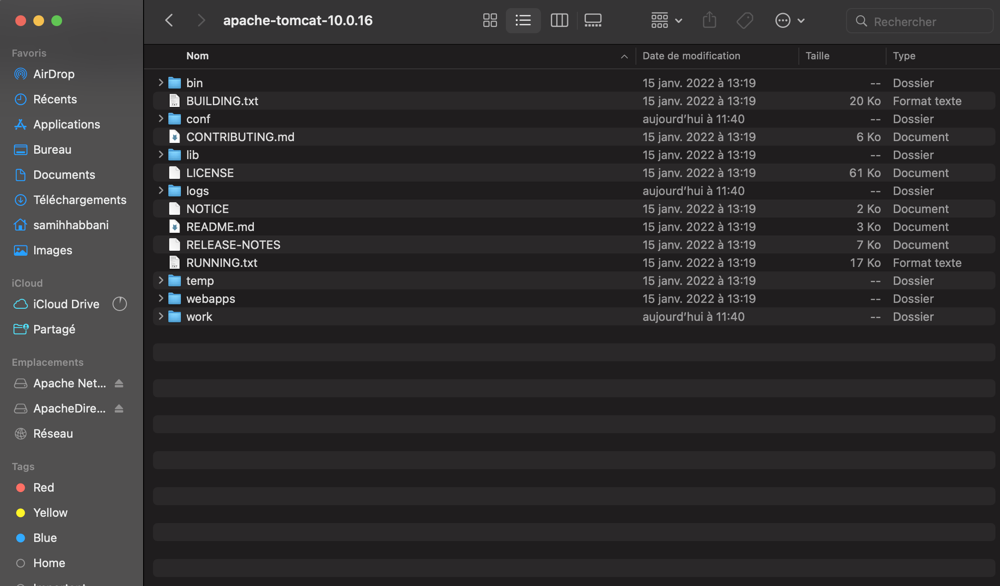 apache-tomcat-10.0.16
Rechercher
Favoris
AirDrop
Récents
Applications
Bureau
Documents
Téléchargements
samihhabbani
Images
iCloud
iCloud Drive
Partagé
Emplacements
Apache Net...
ApacheDire...
Réseau
Tags
Red
Yellow
Blue
Home
Nom Date de modification Taille Type
bin 15 janv. 2022 à 13:19 -- Dossier
BUILDING.txt 15 janv. 2022 à 13:19 20 Ko Format texte
conf aujourd’hui à 11:40 -- Dossier
CONTRIBUTING.md 15 janv. 2022 à 13:19 6 Ko Document
lib 15 janv. 2022 à 13:19 -- Dossier
LICENSE 15 janv. 2022 à 13:19 61 Ko Document
logs aujourd’hui à 11:40 -- Dossier
NOTICE 15 janv. 2022 à 13:19 2 Ko Document
README.md 15 janv. 2022 à 13:19 3 Ko Document
RELEASE-NOTES 15 janv. 2022 à 13:19 7 Ko Document
RUNNING.txt 15 janv. 2022 à 13:19 17 Ko Format texte
temp 15 janv. 2022 à 13:19 -- Dossier
webapps 15 janv. 2022 à 13:19 -- Dossier
work aujourd’hui à 11:40 -- Dossier